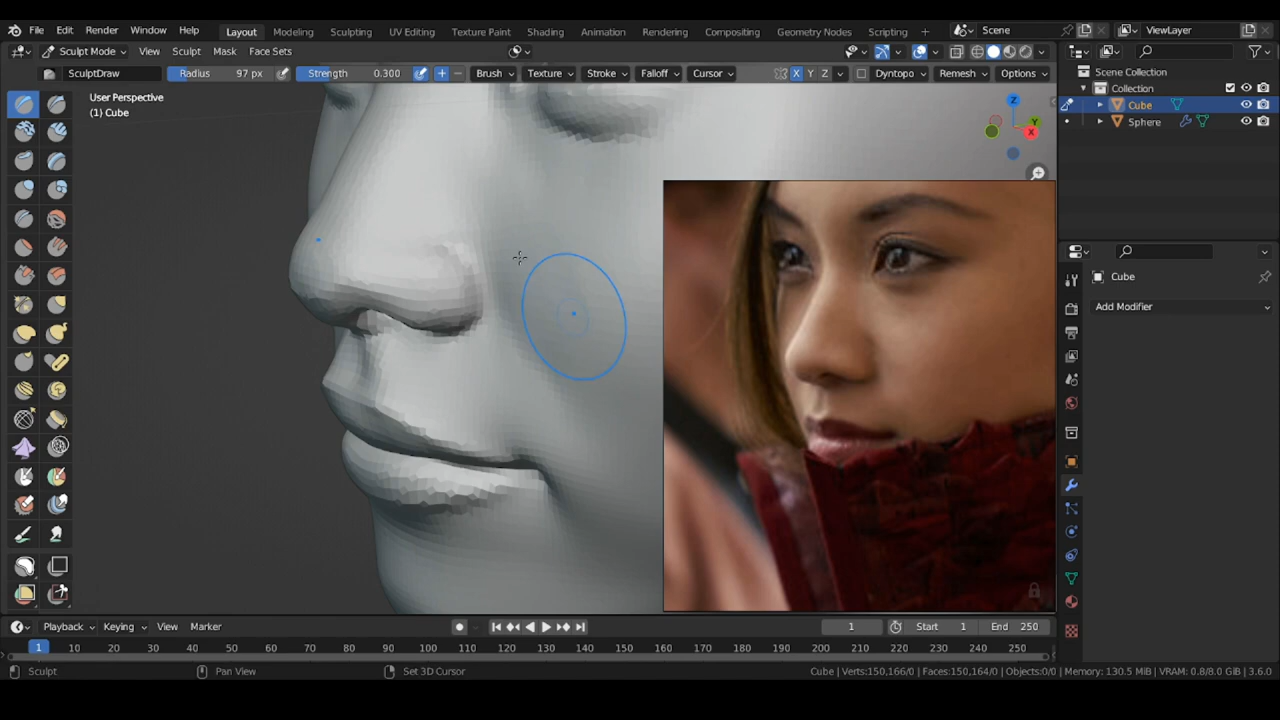 File Edit Render Window Help Layout Modeling Sculpting UV Editing Texture Paint Shading Animation Rendering Compositing Geometry Nodes Scripting Scene ViewLayer
Sculpt Mode View Sculpt Mask Face Sets
SculptDraw Radius 97 px Strength 0.300 Brush Texture Stroke Falloff Cursor X Y Z Dyntopo Remesh Options
Scene Collection
Collection
Cube
Sphere
User Perspective
(1) Cube
Z
Y
X
Cube
Add Modifier
Playback Keying View Marker 1 Start 1 End 250
1 10 20 30 40 50 60 70 80 90 100 110 120 130 140 150 160 170 180 190 200 210 220 230 240 250
Sculpt Pan View Set 3D Cursor Cube | Verts:150,166/0 | Faces:150,164/0 | Objects:0/0 | Memory: 130.5 MiB | VRAM: 0.8/8.0 GiB | 3.6.0